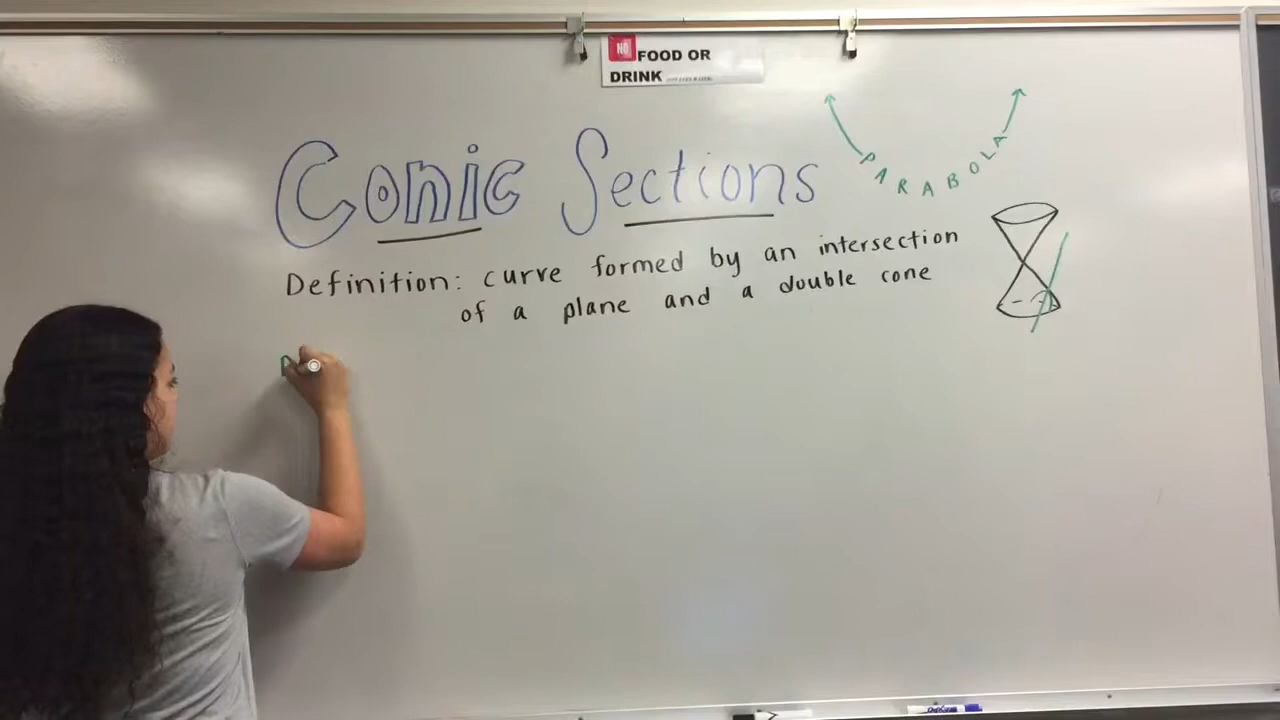 NO FOOD OR
DRINK
PARABOLA
Conic Sections
Definition: curve formed by an intersection
of a plane and a double cone